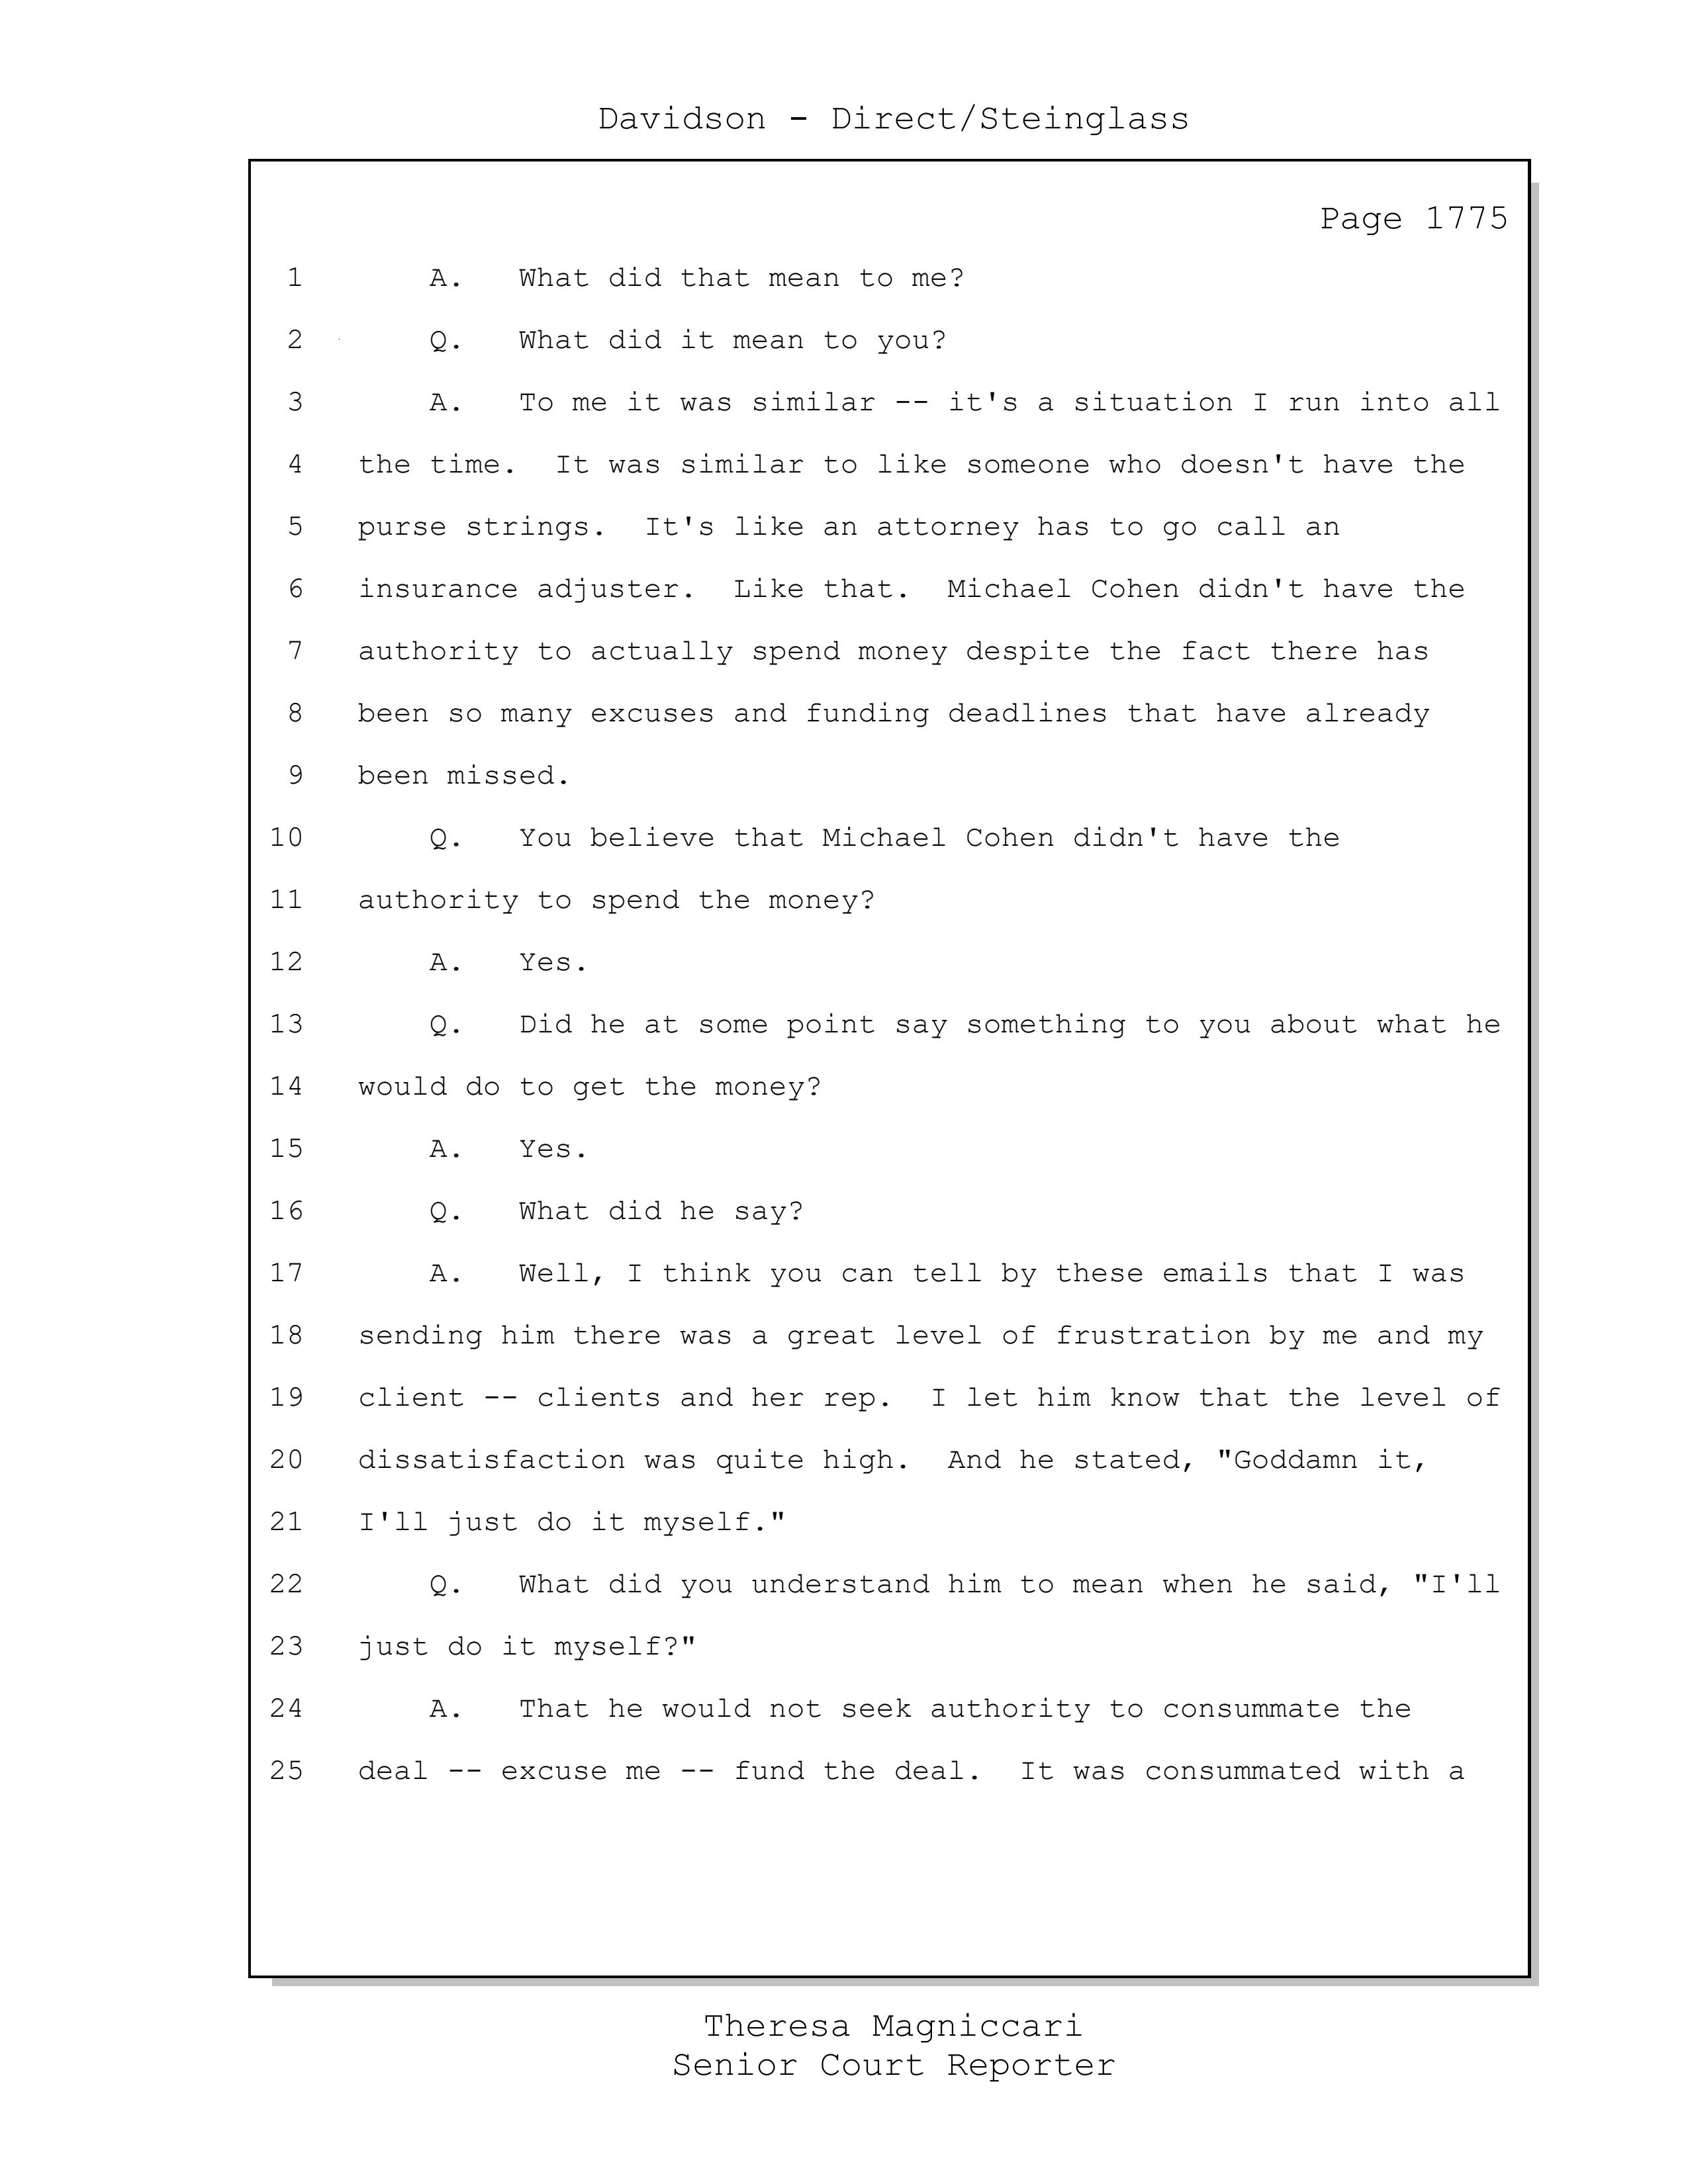 Davidson - Direct/Steinglass
Page 1775
1 A. What did that mean to me?
2 Q. What did it mean to you?
3 A. To me it was similar -- it's a situation I run into all
4 the time. It was similar to like someone who doesn't have the
5 purse strings. It's like an attorney has to go call an
6 insurance adjuster. Like that. Michael Cohen didn't have the
7 authority to actually spend money despite the fact there has
8 been so many excuses and funding deadlines that have already
9 been missed.
10 Q. You believe that Michael Cohen didn't have the
11 authority to spend the money?
12 A. Yes.
13 Q. Did he at some point say something to you about what he
14 would do to get the money?
15 A. Yes.
16 Q. What did he say?
17 A. Well, I think you can tell by these emails that I was
18 sending him there was a great level of frustration by me and my
19 client -- clients and her rep. I let him know that the level of
20 dissatisfaction was quite high. And he stated, "Goddamn it,
21 I'll just do it myself."
22 Q. What did you understand him to mean when he said, "I'll
23 just do it myself?"
24 A. That he would not seek authority to consummate the
25 deal -- excuse me -- fund the deal. It was consummated with a
Theresa Magniccari
Senior Court Reporter